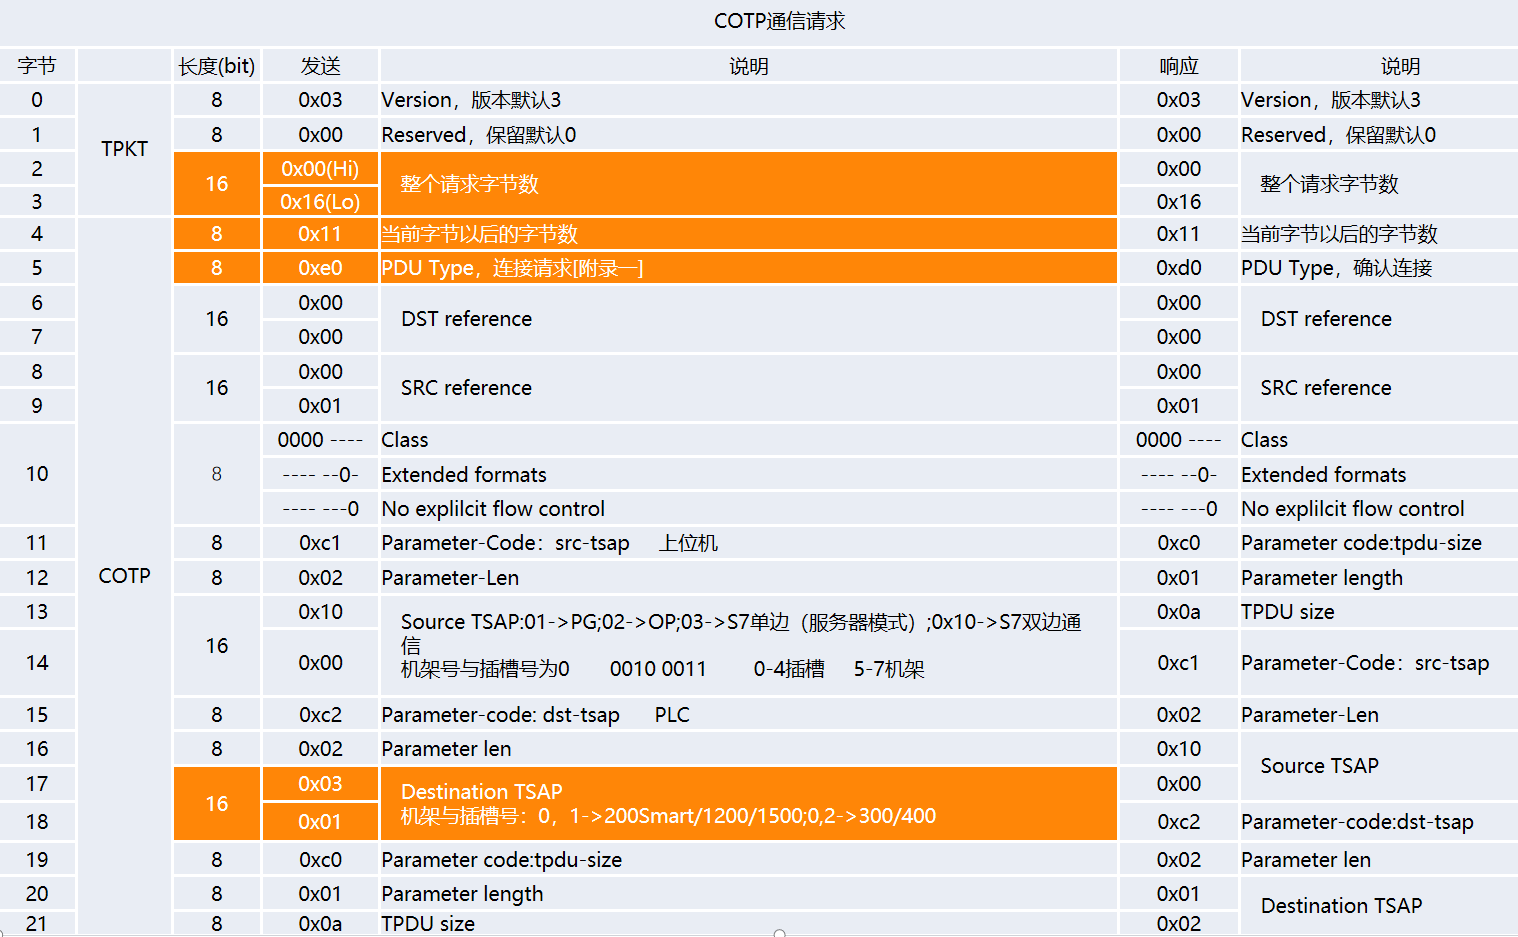 COTP通信请求
字节 长度(bit) 发送 说明 响应 说明
0 8 0x03 Version，版本默认3 0x03 Version，版本默认3
1 TPKT 8 0x00 Reserved，保留默认0 0x00 Reserved，保留默认0
2 16 0x00(Hi) 整个请求字节数 0x00 整个请求字节数
3 0x16(Lo) 0x16
4 8 0x11 当前字节以后的字节数 0x11 当前字节以后的字节数
5 8 0xe0 PDU Type，连接请求[附录一] 0xd0 PDU Type，确认连接
6 16 0x00 DST reference 0x00 DST reference
7 0x00 0x00
8 16 0x00 SRC reference 0x00 SRC reference
9 0x01 0x01
0000 ---- Class 0000 ---- Class
10 8 ---- --0- Extended formats ---- --0- Extended formats
---- ---0 No explilcit flow control ---- ---0 No explilcit flow control
11 8 0xc1 Parameter-Code：src-tsap 上位机 0xc0 Parameter code:tpdu-size
12 COTP 8 0x02 Parameter-Len 0x01 Parameter length
13 16 0x10 Source TSAP:01->PG;02->OP;03->S7单边（服务器模式）;0x10->S7双边通 0x0a TPDU size
信
14 0x00 机架号与插槽号为0 0010 0011 0-4插槽 5-7机架 0xc1 Parameter-Code：src-tsap
15 8 0xc2 Parameter-code: dst-tsap PLC 0x02 Parameter-Len
16 8 0x02 Parameter len 0x10 Source TSAP
17 16 0x03 Destination TSAP 0x00
18 0x01 机架与插槽号：0，1->200Smart/1200/1500;0,2->300/400 0xc2 Parameter-code:dst-tsap
19 8 0xc0 Parameter code:tpdu-size 0x02 Parameter len
20 8 0x01 Parameter length 0x01 Destination TSAP
21 8 0x0a TPDU size 0x02